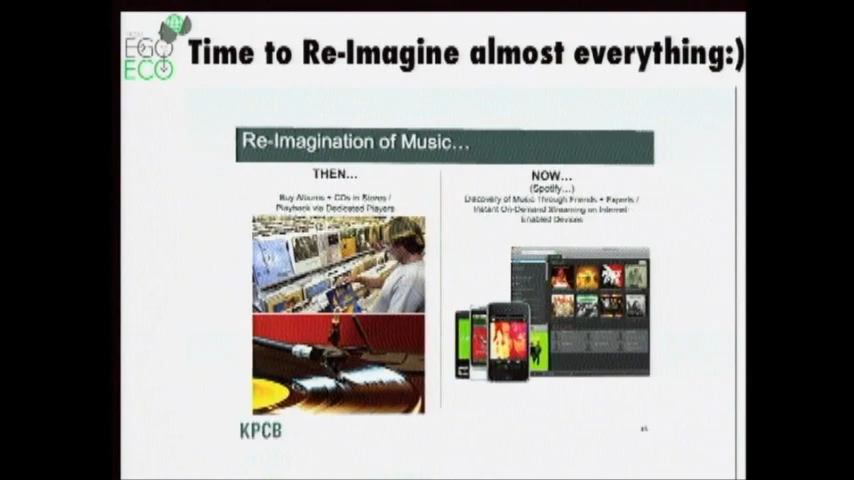 FROM
EGO
ECO
Time to Re-Imagine almost everything:)
Re-Imagination of Music...
THEN...
Buy Albums + CDs in Stores /
Playback via Dedicated Players
NOW...
(Spotify...)
Discovery of Music Through Friends + Experts /
Instant On-Demand Streaming on Internet-
Enabled Devices
KPCB